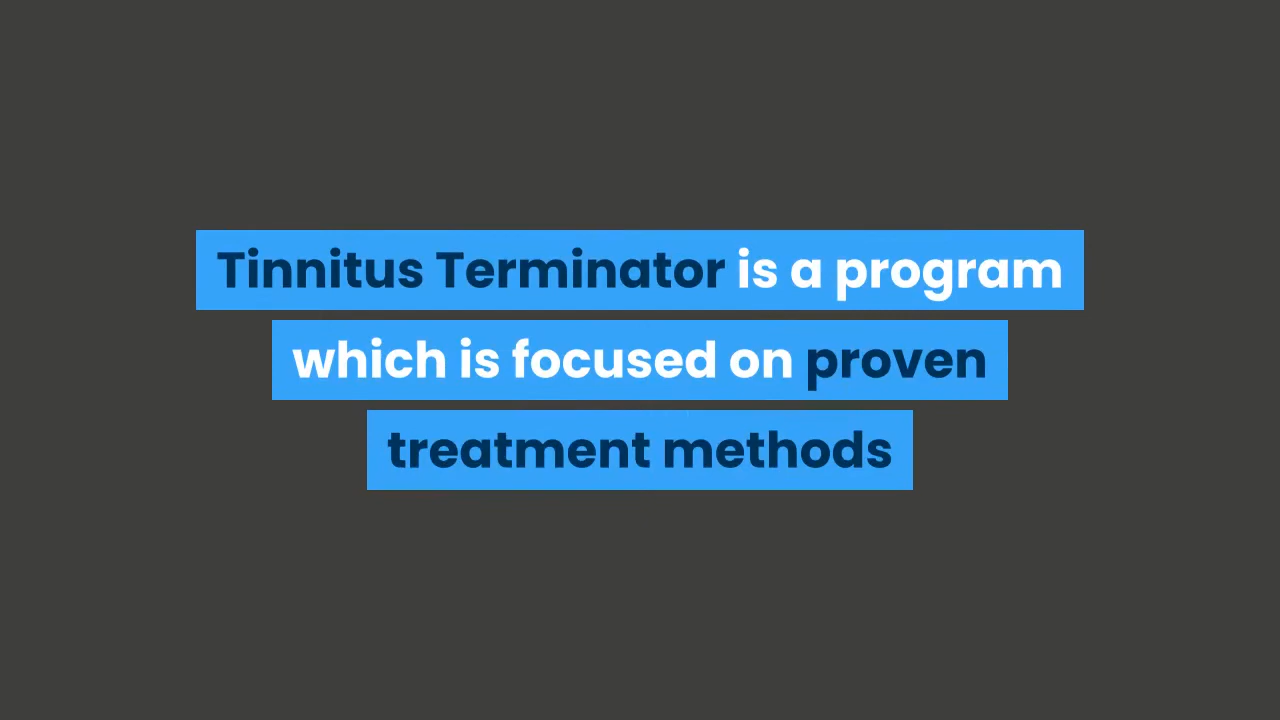 Tinnitus Terminator is a program
which is focused on proven
treatment methods